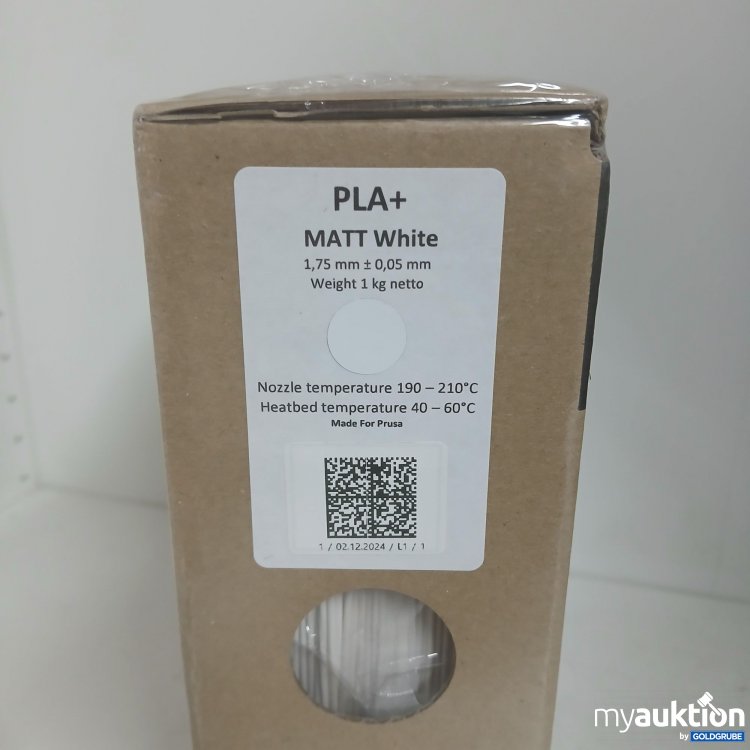 PLA+
MATT White
1,75 mm ± 0,05 mm
Weight 1 kg netto
Nozzle temperature 190 – 210°C
Heatbed temperature 40 – 60°C
Made For Prusa
1 / 02.12.2024 / L1 / 1
myauktion
by GOLDGRUBE